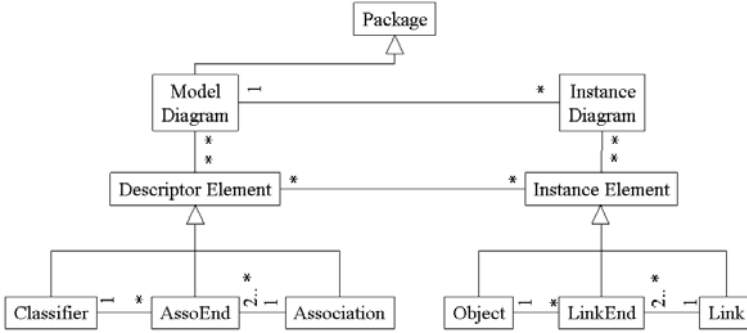 Package
Model
Diagram
1
*
Instance
Diagram
*
*
*
*
Descriptor Element
*
*
Instance Element
Classifier
1
*
AssoEnd
2..*
1
Association
Object
1
*
LinkEnd
2..*
1
Link